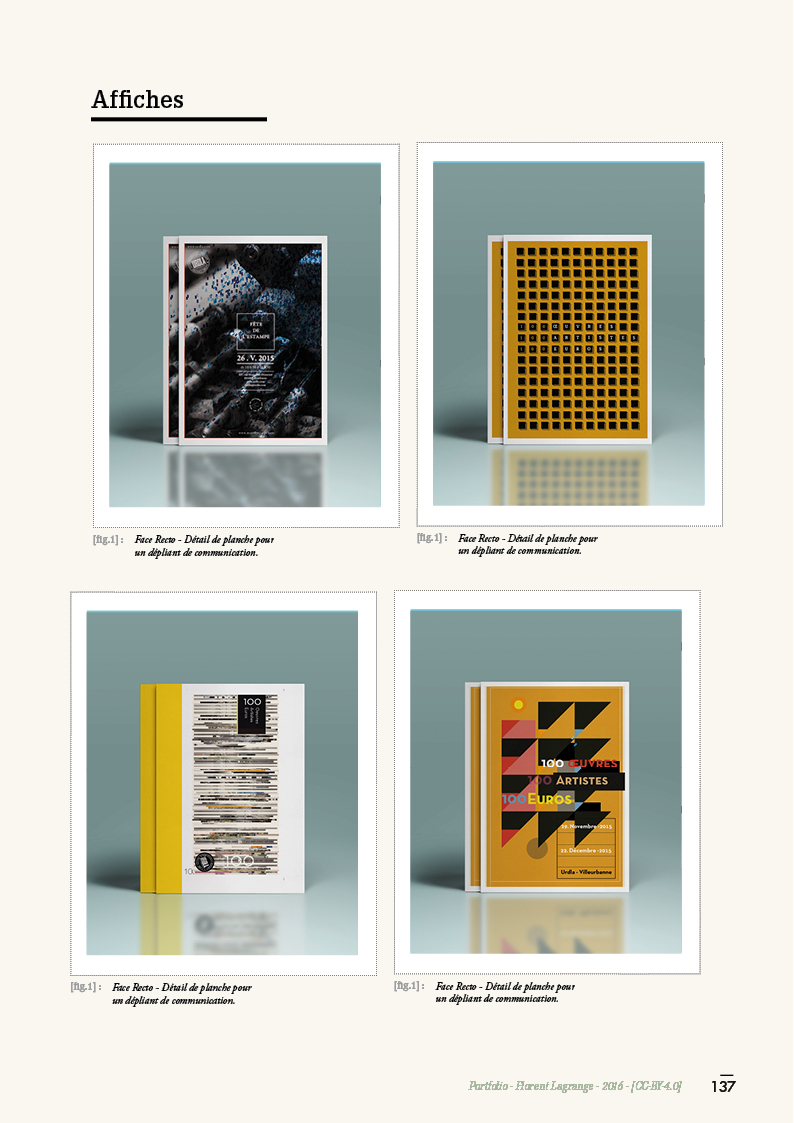 Affiches
FÊTE
DE
L'ESTAMPE
26 . V. 2015
[fig.1] : Face Recto - Détail de planche pour
un dépliant de communication.
100 ŒUVRES
100 ARTISTES
100 EUROS
[fig.1] : Face Recto - Détail de planche pour
un dépliant de communication.
100
Oeuvres
Artistes
Euros
100
[fig.1] : Face Recto - Détail de planche pour
un dépliant de communication.
100 ŒUVRES
100 ARTISTES
100EUROS
22. Décembre -2015
Urdla - Villeurbanne
[fig.1] : Face Recto - Détail de planche pour
un dépliant de communication.
Portfolio - Florent Lagrange - 2016 - [CC-BY-4.0]
137